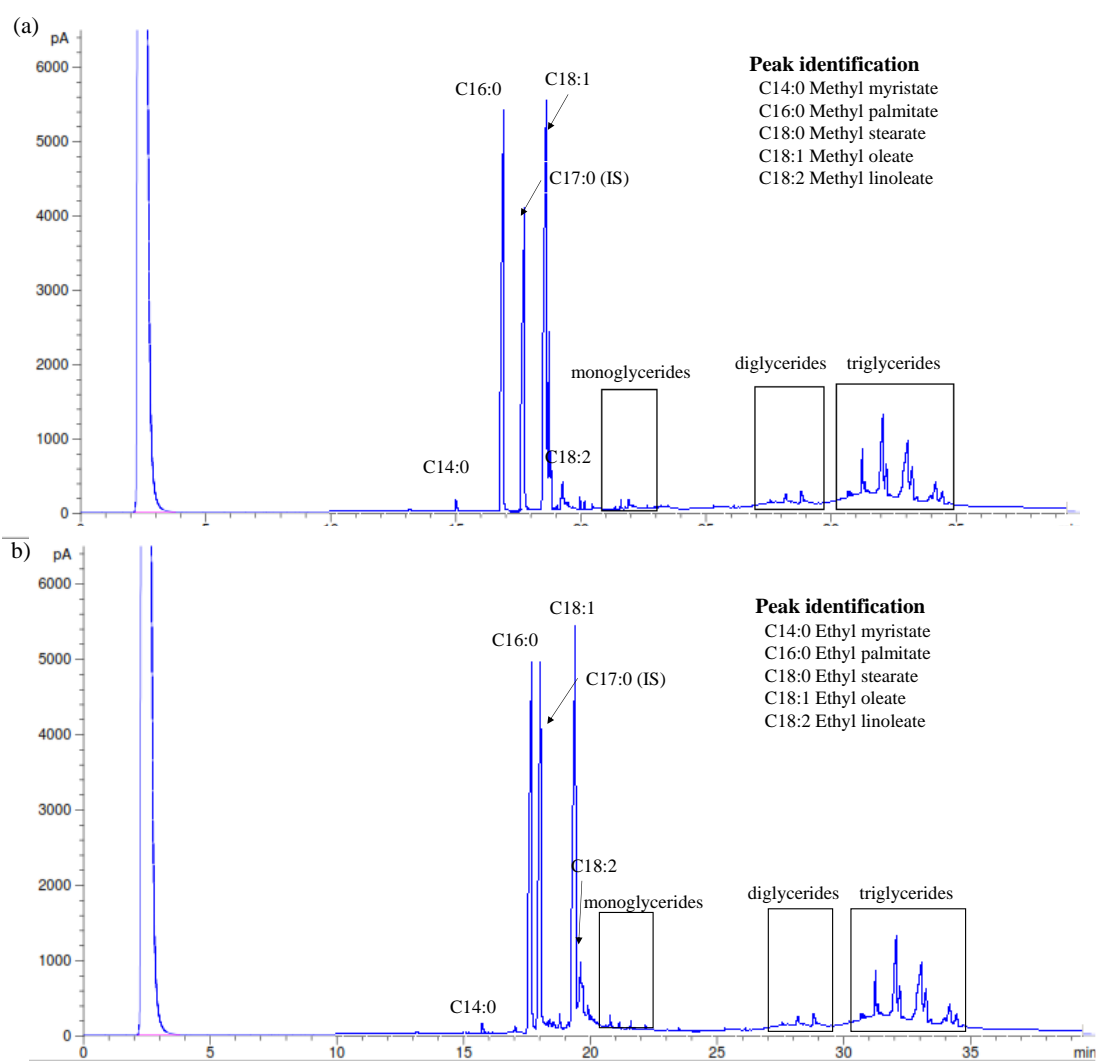 (a)
pA
6000
5000
4000
3000
2000
1000
0
C14:0
C16:0
C17:0 (IS)
C18:1
C18:2
monoglycerides
diglycerides
triglycerides
Peak identification
C14:0 Methyl myristate
C16:0 Methyl palmitate
C18:0 Methyl stearate
C18:1 Methyl oleate
C18:2 Methyl linoleate
b)
pA
6000
5000
4000
3000
2000
1000
0
C14:0
C16:0
C17:0 (IS)
C18:1
C18:2
monoglycerides
diglycerides
triglycerides
Peak identification
C14:0 Ethyl myristate
C16:0 Ethyl palmitate
C18:0 Ethyl stearate
C18:1 Ethyl oleate
C18:2 Ethyl linoleate
0 5 10 15 20 25 30 35 min